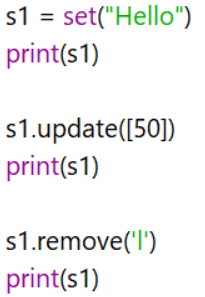 s1 = set("Hello")
print(s1)
s1.update([50])
print(s1)
s1.remove('l')
print(s1)